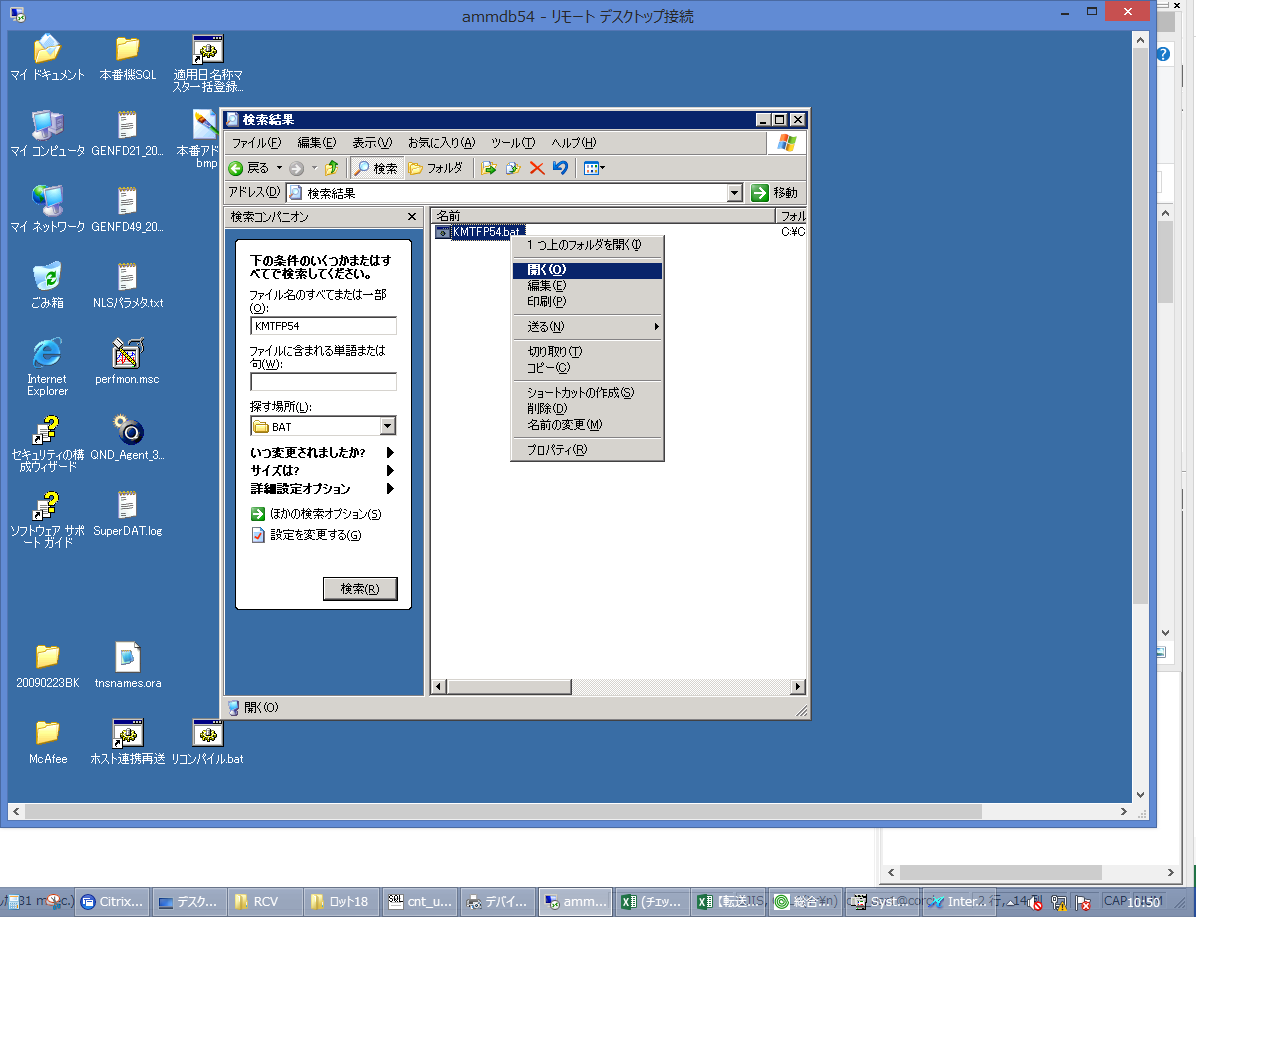 ammdb54 - リモート デスクトップ接続
マイ ドキュメント
本番機SQL
適用日名称マ
スター括登録...
マイ コンピュータ
GENFD21_20...
本番アド
bmp
マイ ネットワーク
GENFD49_20...
ごみ箱
NLSパラメタ.txt
Internet
Explorer
perfmon.msc
セキュリティの構
成ウィザード
QND_Agent_3...
ソフトウェア サポ
ート ガイド
SuperDAT.log
20090223BK
tnsnames.ora
McAfee
ホスト連携再送
リコンパイル.bat
検索結果
ファイル(F) 編集(E) 表示(V) お気に入り(A) ツール(T) ヘルプ(H)
戻る 検索 フォルダ
アドレス(D) 検索結果 移動
検索コンパニオン
名前 フォル
KMTFP54.bat C:¥C
下の条件のいくつかまたはす
べてで検索してください。
ファイル名のすべてまたは一部
(O):
KMTFP54
ファイルに含まれる単語または
句(W):
探す場所(L):
BAT
いつ変更されましたか?
サイズは?
詳細設定オプション
ほかの検索オプション(S)
設定を変更する(G)
検索(R)
1 つ上のフォルダを開く(I)
開く(O)
編集(E)
印刷(P)
送る(N)
切り取り(T)
コピー(C)
ショートカットの作成(S)
削除(D)
名前の変更(M)
プロパティ(R)
開く(O)
Citrix...
デスク...
RCV
ロット18
cnt_u...
デバイ...
amm...
(チェッ...
【転送...
総合...
Syst...
Inter...
CAP
10:50